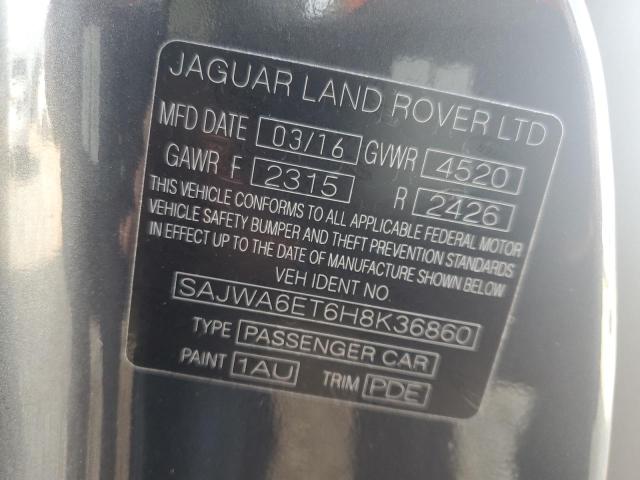 JAGUAR LAND ROVER LTD
MFD DATE 03/16 GVWR 4520
GAWR F 2315 R 2426
THIS VEHICLE CONFORMS TO ALL APPLICABLE FEDERAL MOTOR
VEHICLE SAFETY BUMPER AND THEFT PREVENTION STANDARDS
IN EFFECT UP TO THE DATE OF MANUFACTURE SHOWN BELOW
VEH IDENT NO.
SAJWA6ET6H8K36860
TYPE PASSENGER CAR
PAINT 1AU TRIM PDE